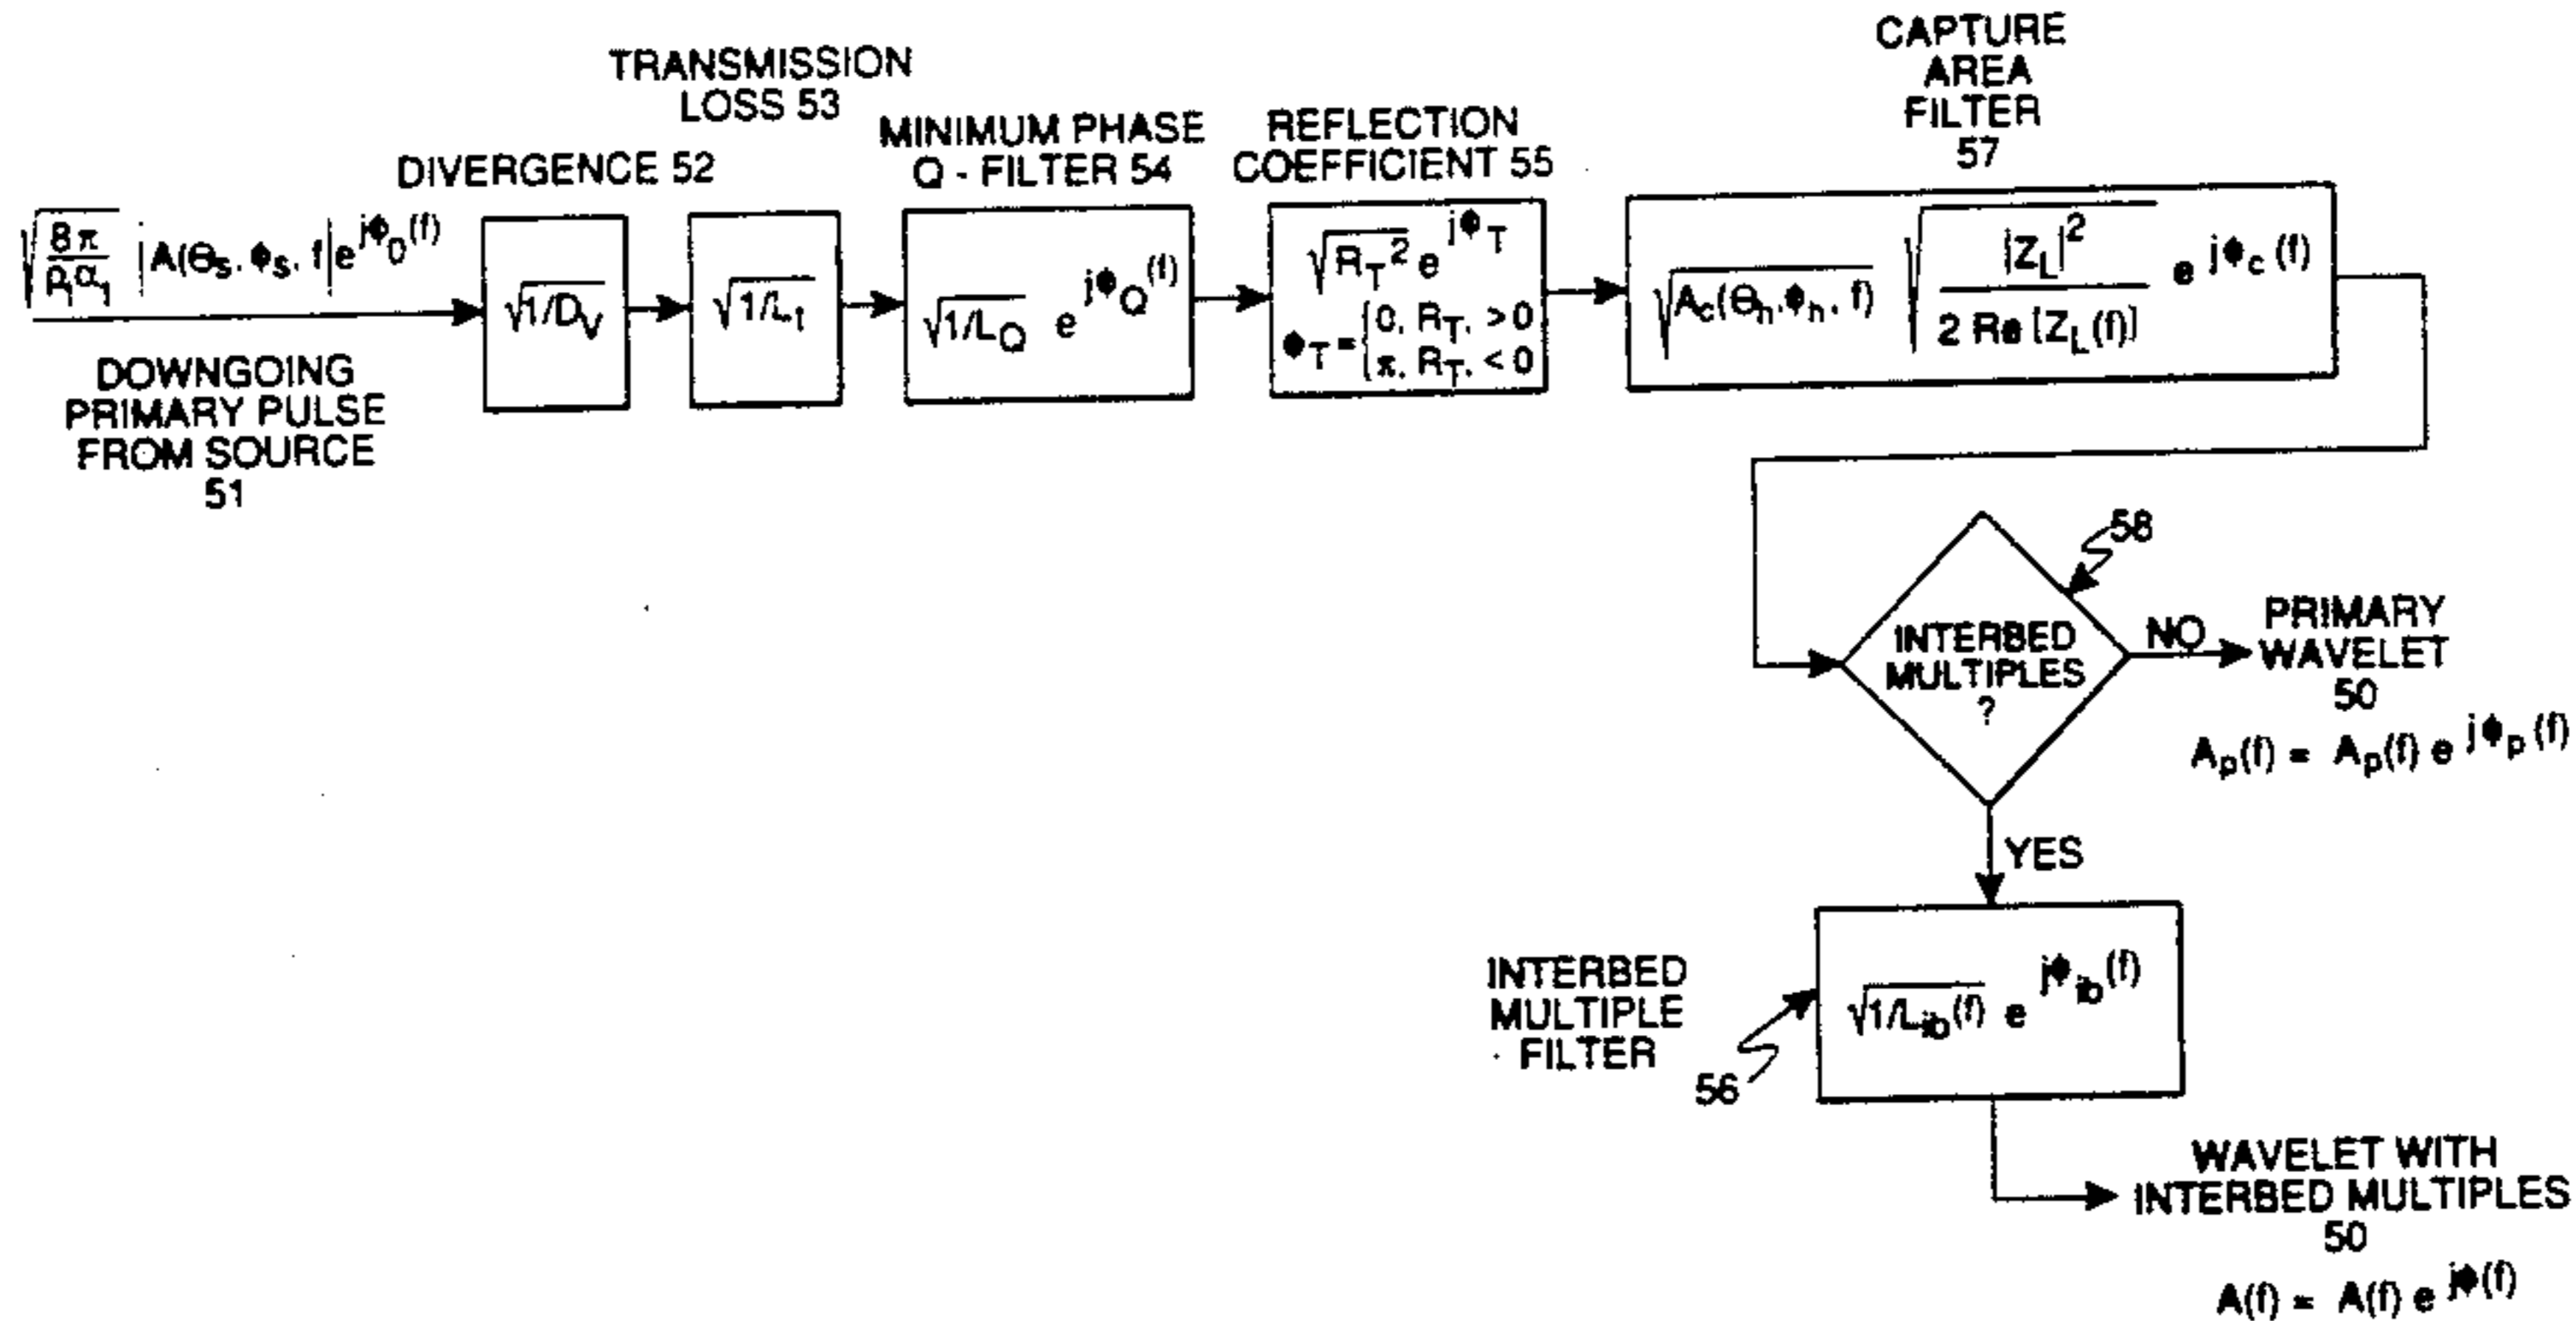 DOWNGOING
PRIMARY PULSE
FROM SOURCE
51
√(8π/ρ₁α₁) |A(Θs, Φs, f|e^jΦ0(f)
DIVERGENCE 52
√1/Dv
TRANSMISSION
LOSS 53
√1/Lt
MINIMUM PHASE
Q - FILTER 54
√1/LQ e^jΦQ(f)
REFLECTION
COEFFICIENT 55
√RT² e^jΦT
ΦT = {0, RT, > 0
{π, RT, < 0
CAPTURE
AREA
FILTER
57
√Ac(Θh, Φh, f) √(|ZL|² / 2 Re [ZL(f)]) e^jΦc(f)
58
INTERBED
MULTIPLES
?
NO
PRIMARY
WAVELET
50
Ap(f) = Ap(f) e^jΦp(f)
YES
INTERBED
MULTIPLE
FILTER
56
√1/Lib(f) e^jΦib(f)
WAVELET WITH
INTERBED MULTIPLES
50
A(f) = A(f) e^jΦ(f)